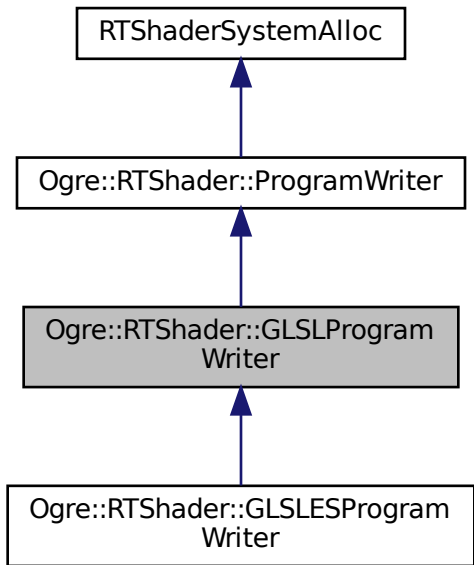 RTShaderSystemAlloc
Ogre::RTShader::ProgramWriter
Ogre::RTShader::GLSLProgram
Writer
Ogre::RTShader::GLSLESProgram
Writer